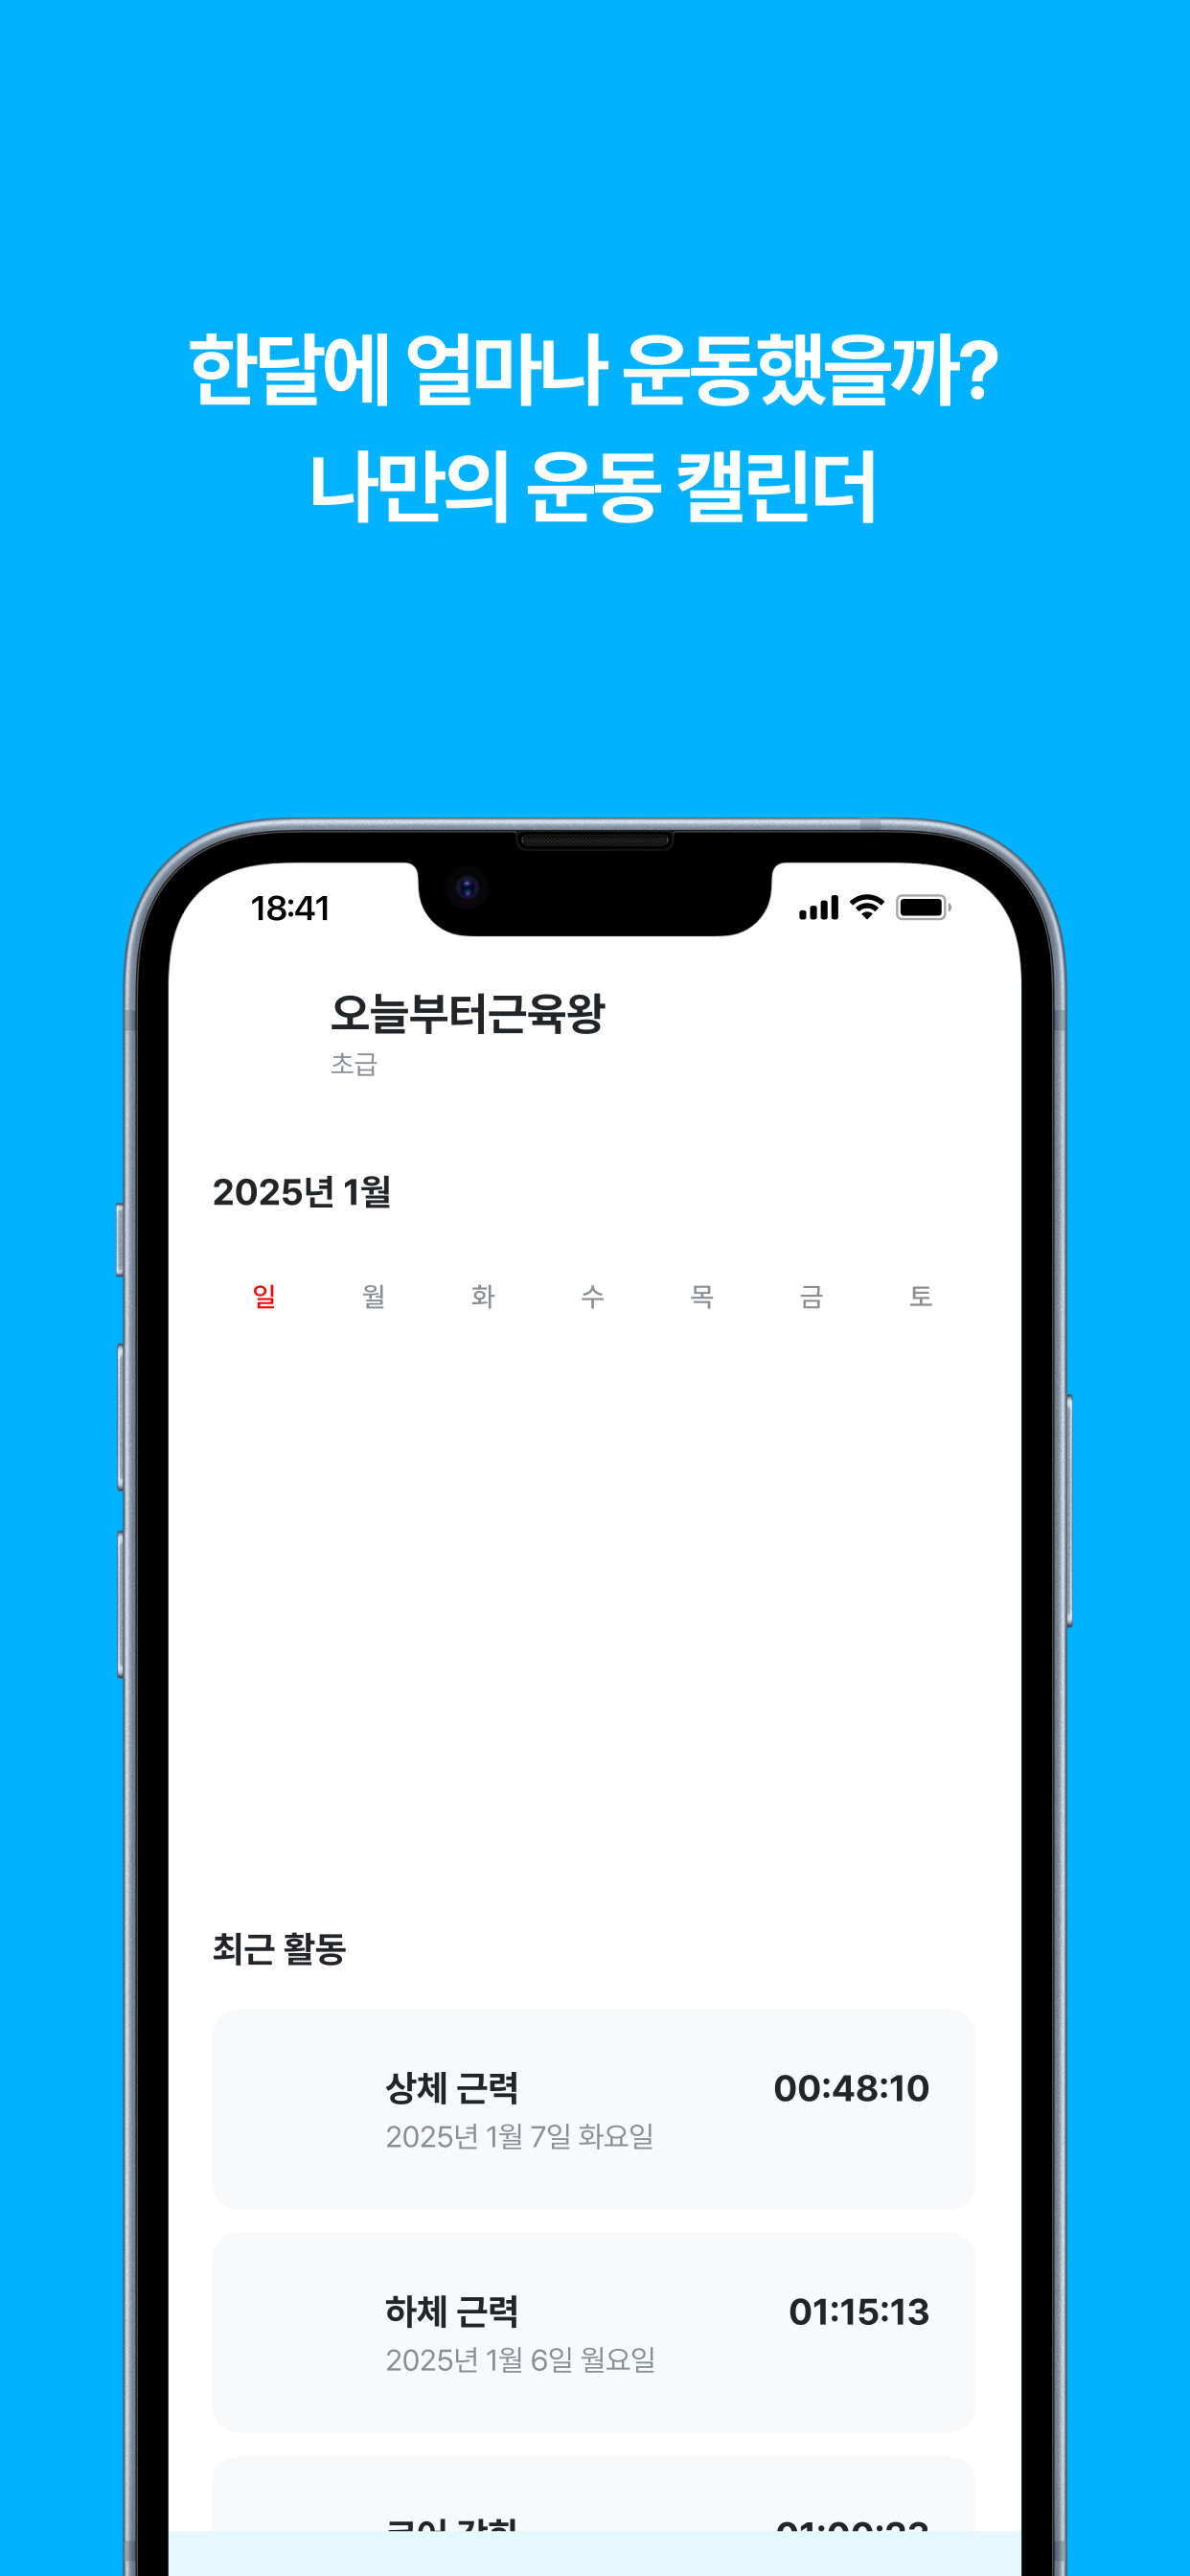 한달에 얼마나 운동했을까?
나만의 운동 캘린더
18:41
오늘부터근육왕
초급
2025년 1월
일 월 화 수 목 금 토
최근 활동
상체 근력 00:48:10
2025년 1월 7일 화요일
하체 근력 01:15:13
2025년 1월 6일 월요일